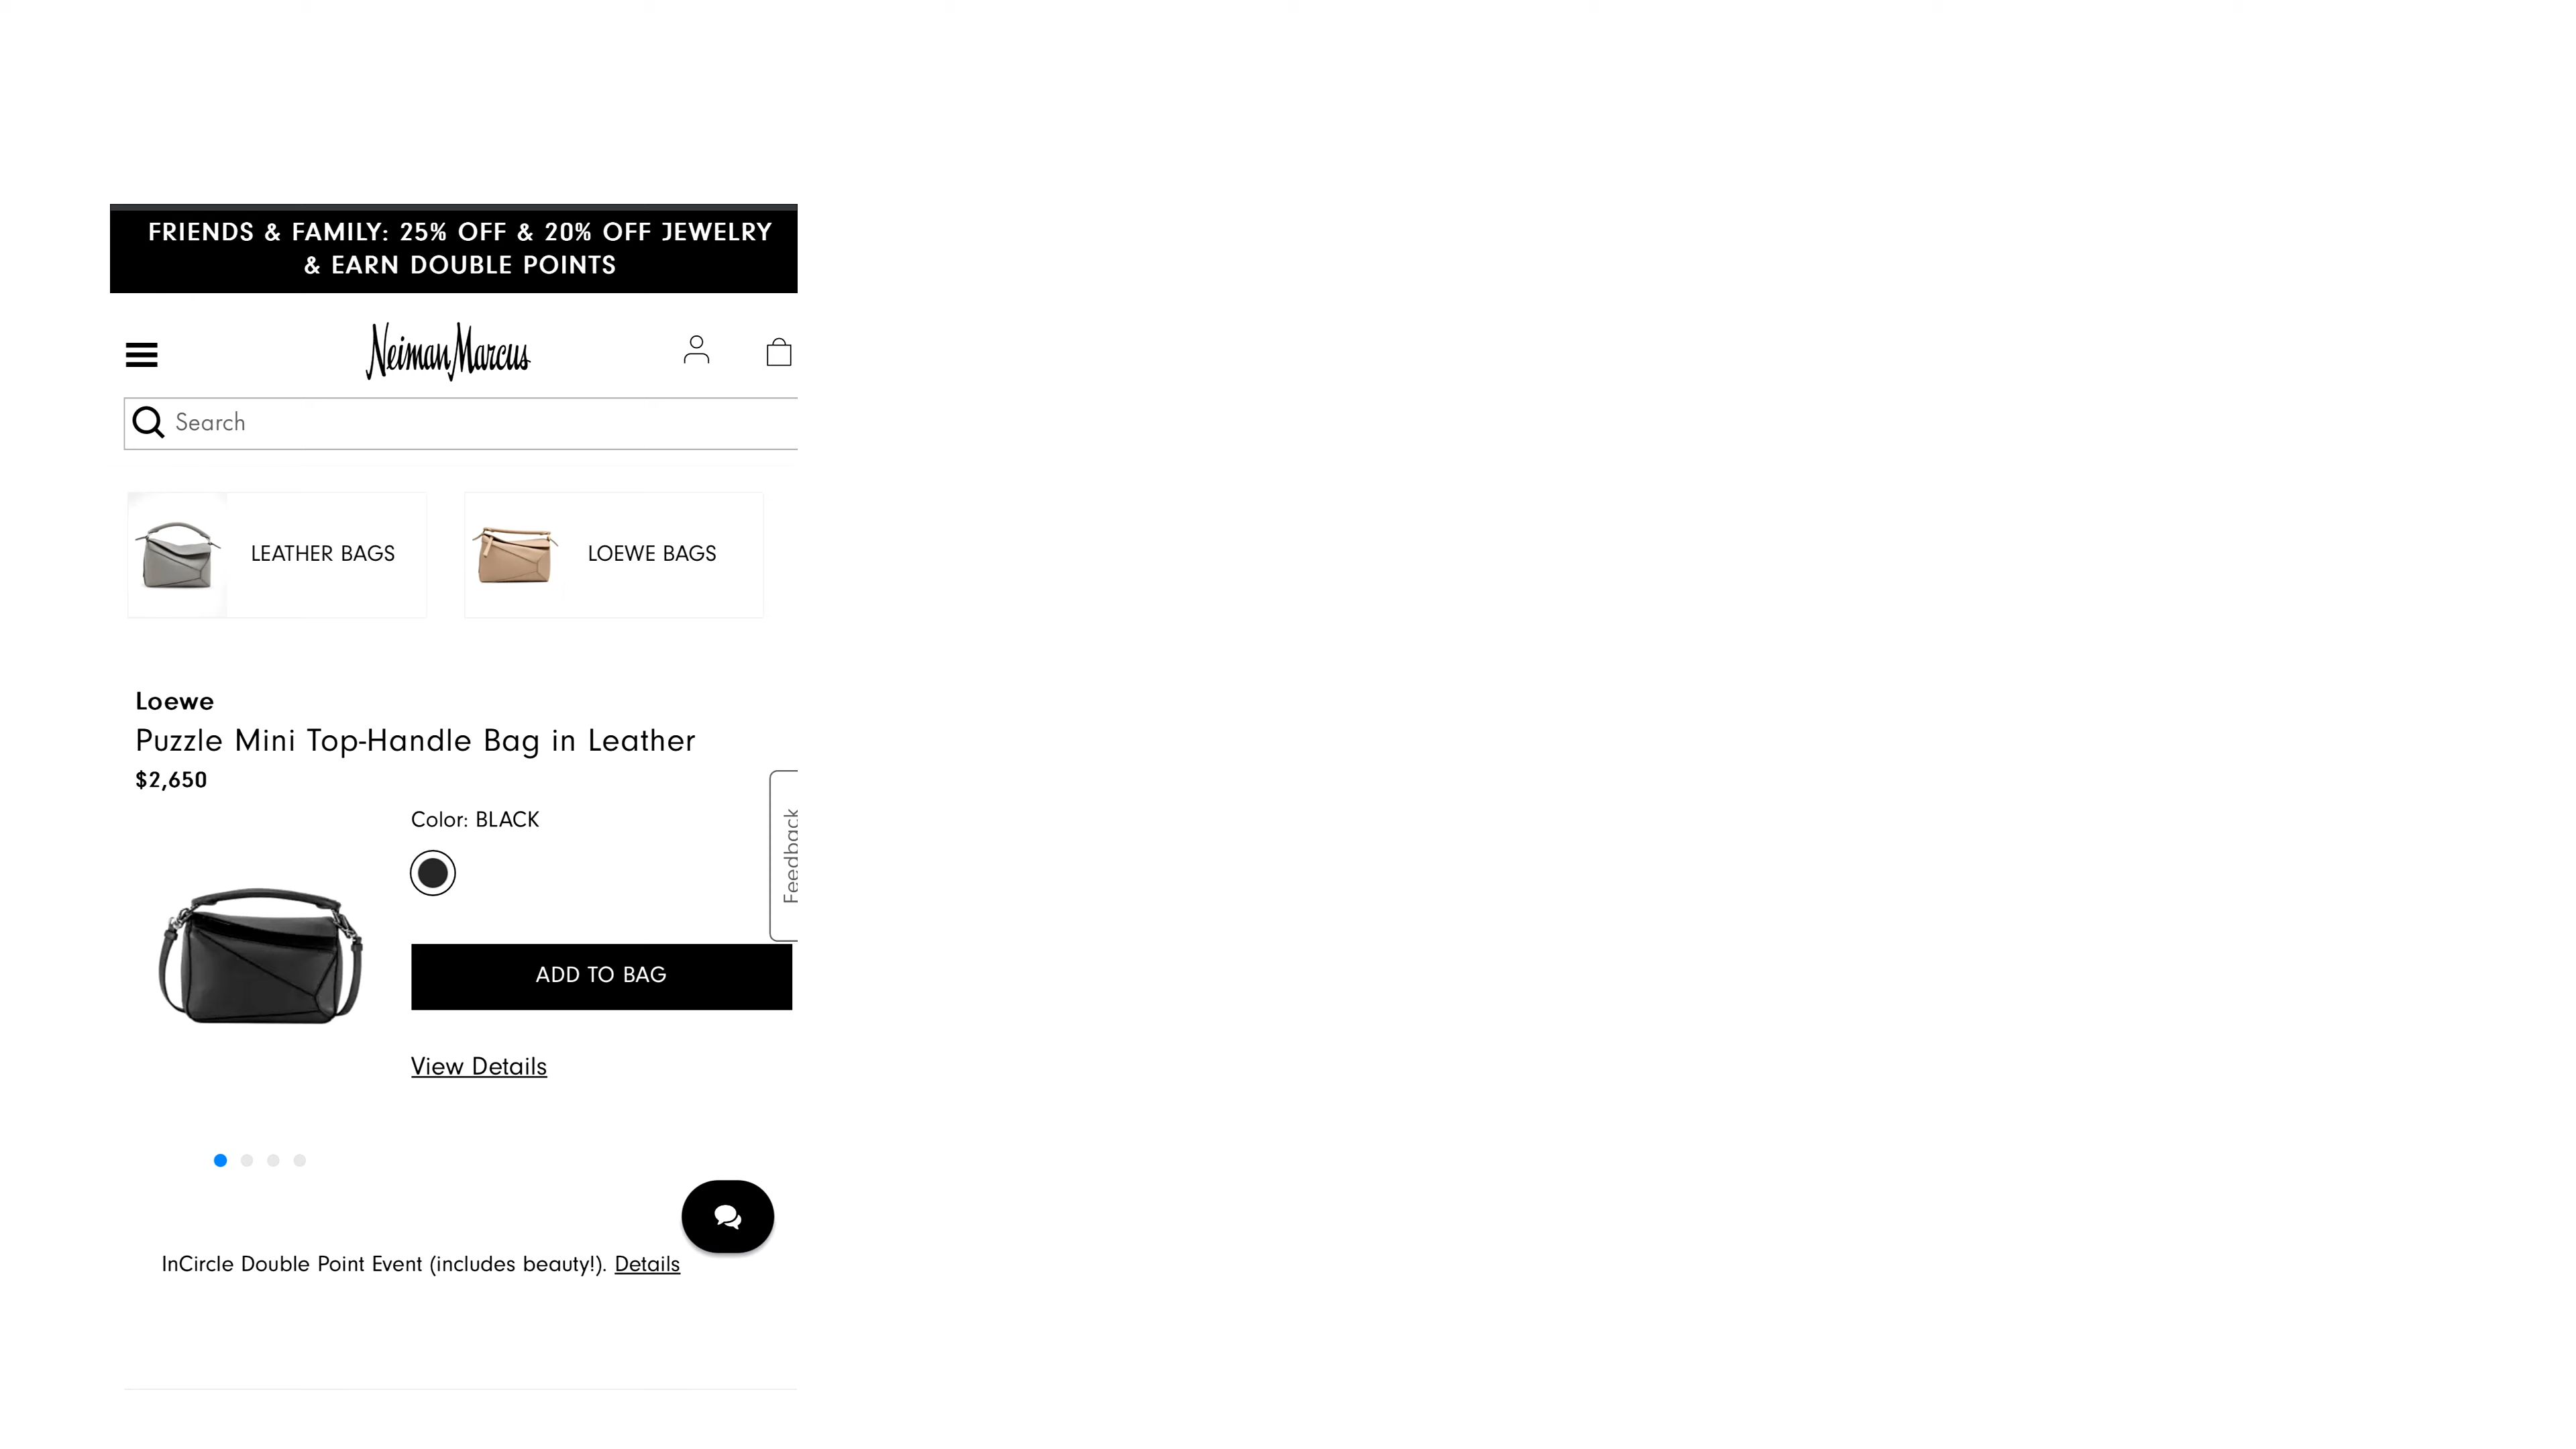 FRIENDS & FAMILY: 25% OFF & 20% OFF JEWELRY
& EARN DOUBLE POINTS
Neiman Marcus
Search
LEATHER BAGS
LOEWE BAGS
Loewe
Puzzle Mini Top-Handle Bag in Leather
$2,650
Color: BLACK
Feedback
ADD TO BAG
View Details
InCircle Double Point Event (includes beauty!). Details